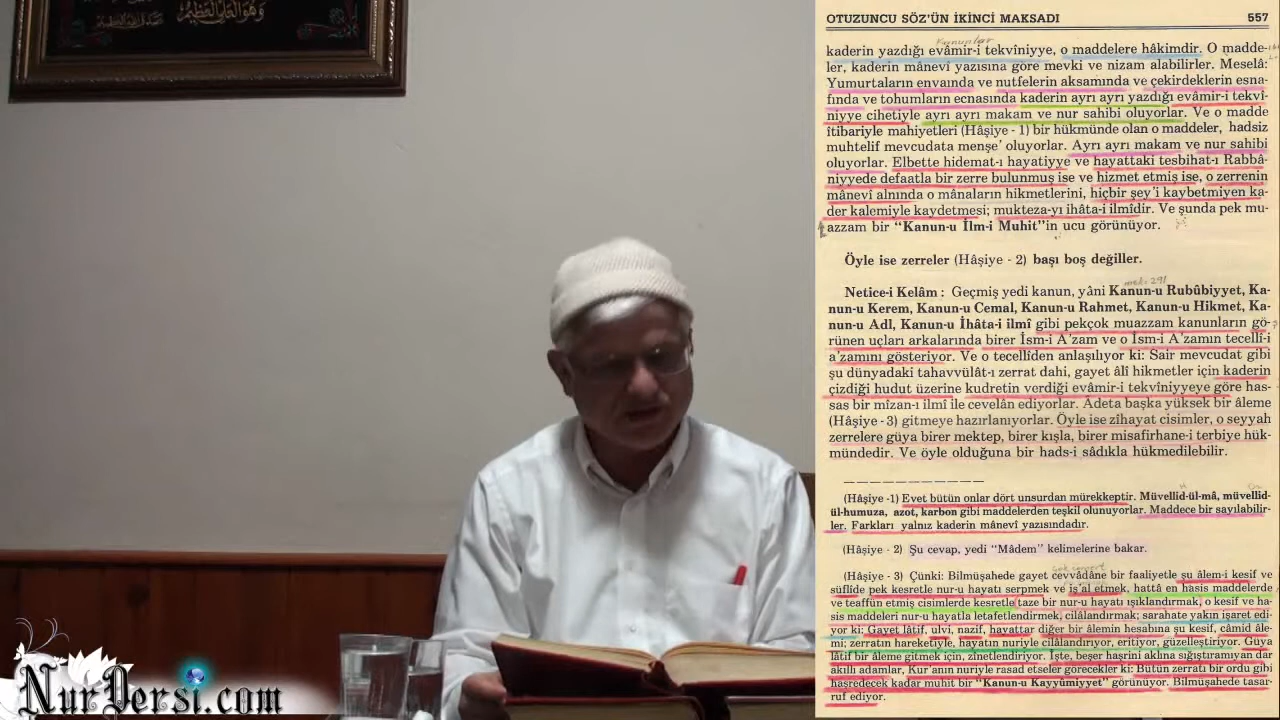 وَهُوَ الْعَلِيُّ الْعَظِيمُ
OTUZUNCU SÖZ'ÜN İKİNCİ MAKSADI 557
Kanunlar
kaderin yazdığı evâmir-i tekvîniyye, o maddelere hâkimdir. O madde-
ler, kaderin mânevî yazısına göre mevki ve nizam alabilirler. Meselâ:
Yumurtaların envaında ve nutfelerin aksamında ve çekirdeklerin esna-
fında ve tohumların ecnasında kaderin ayrı ayrı yazdığı evâmir-i tekvî-
niyye cihetiyle ayrı ayrı makam ve nur sahibi oluyorlar. Ve o madde
îtibariyle mahiyetleri (Hâşiye - 1) bir hükmünde olan o maddeler, hadsiz
muhtelif mevcudata menşe' oluyorlar. Ayrı ayrı makam ve nur sahibi
oluyorlar. Elbette hidemat-ı hayatiyye ve hayattaki tesbihat-ı Rabbâ-
niyyede defaatla bir zerre bulunmuş ise ve hizmet etmiş ise, o zerrenin
mânevî alnında o mânaların hikmetlerini, hiçbir şey'i kaybetmiyen ka-
der kalemiyle kaydetmesi; mukteza-yı ihâta-i ilmîdir. Ve şunda pek mu-
azzam bir "Kanun-u İlm-i Muhit"in ucu görünüyor.
Öyle ise zerreler (Hâşiye - 2) başı boş değiller.
Netice-i Kelâm : Geçmiş yedi kanun, yâni Kanun-u Rubûbiyyet, Ka-
nun-u Kerem, Kanun-u Cemal, Kanun-u Rahmet, Kanun-u Hikmet, Ka-
nun-u Adl, Kanun-u İhâta-i ilmî gibi pekçok muazzam kanunların gö-
rünen uçları arkalarında birer İsm-i A'zam ve o İsm-i A'zamın tecellî-i
a'zamını gösteriyor. Ve o tecellîden anlaşılıyor ki: Sair mevcudat gibi
şu dünyadaki tahavvülât-ı zerrat dahi, gayet âlî hikmetler için kaderin
çizdiği hudut üzerine kudretin verdiği evâmir-i tekvîniyyeye göre has-
sas bir mîzan-ı ilmî ile cevelân ediyorlar. Âdeta başka yüksek bir âleme
(Hâşiye - 3) gitmeye hazırlanıyorlar. Öyle ise zîhayat cisimler, o seyyah
zerrelere güya birer mektep, birer kışla, birer misafirhane-i terbiye hük-
mündedir. Ve öyle olduğuna bir hads-i sâdıkla hükmedilebilir.
(Hâşiye -1) Evet bütün onlar dört unsurdan mürekkeptir. Müvellid-ül-mâ, müvellid-
ül-humuza, azot, karbon gibi maddelerden teşkil olunuyorlar. Maddece bir sayılabilir-
ler. Farkları yalnız kaderin mânevî yazısındadır.
(Hâşiye - 2) Şu cevap, yedi "Mâdem" kelimelerine bakar.
(Hâşiye - 3) Çünki: Bilmüşahede gayet cevvâdâne bir faaliyetle şu âlem-i kesif ve
süflîde pek kesretle nur-u hayatı serpmek ve iş'al etmek, hattâ en hasis maddelerde
ve teaffün etmiş cisimlerde kesretle taze bir nur-u hayatı ışıklandırmak, o kesif ve ha-
sis maddeleri nur-u hayatla letafetlendirmek, cilâlandırmak; sarahate yakın işaret edi-
yor ki: Gayet lâtif, ulvi, nazif, hayattar diğer bir âlemin hesabına şu kesif, câmid âle-
mi; zerratın hareketiyle, hayatın nuriyle cilâlandırıyor, eritiyor, güzelleştiriyor. Güya
lâtif bir âleme gitmek için, zînetlendiriyor. İşte, beşer haşrini aklına sığıştıramıyan dar
akıllı adamlar, Kur'anın nuriyle rasad etseler görecekler ki: Bütün zerratı bir ordu gibi
haşredecek kadar muhit bir "Kanun-u Kayyûmiyyet" görünüyor. Bilmüşahede tasar-
ruf ediyor.
NurDersi.com